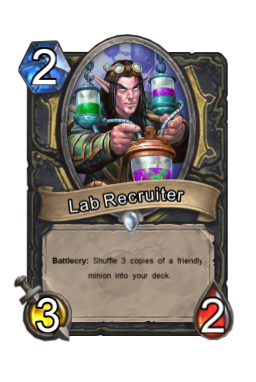 2
Lab Recruiter
Battlecry: Shuffle 3 copies of a friendly
minion into your deck.
3
2